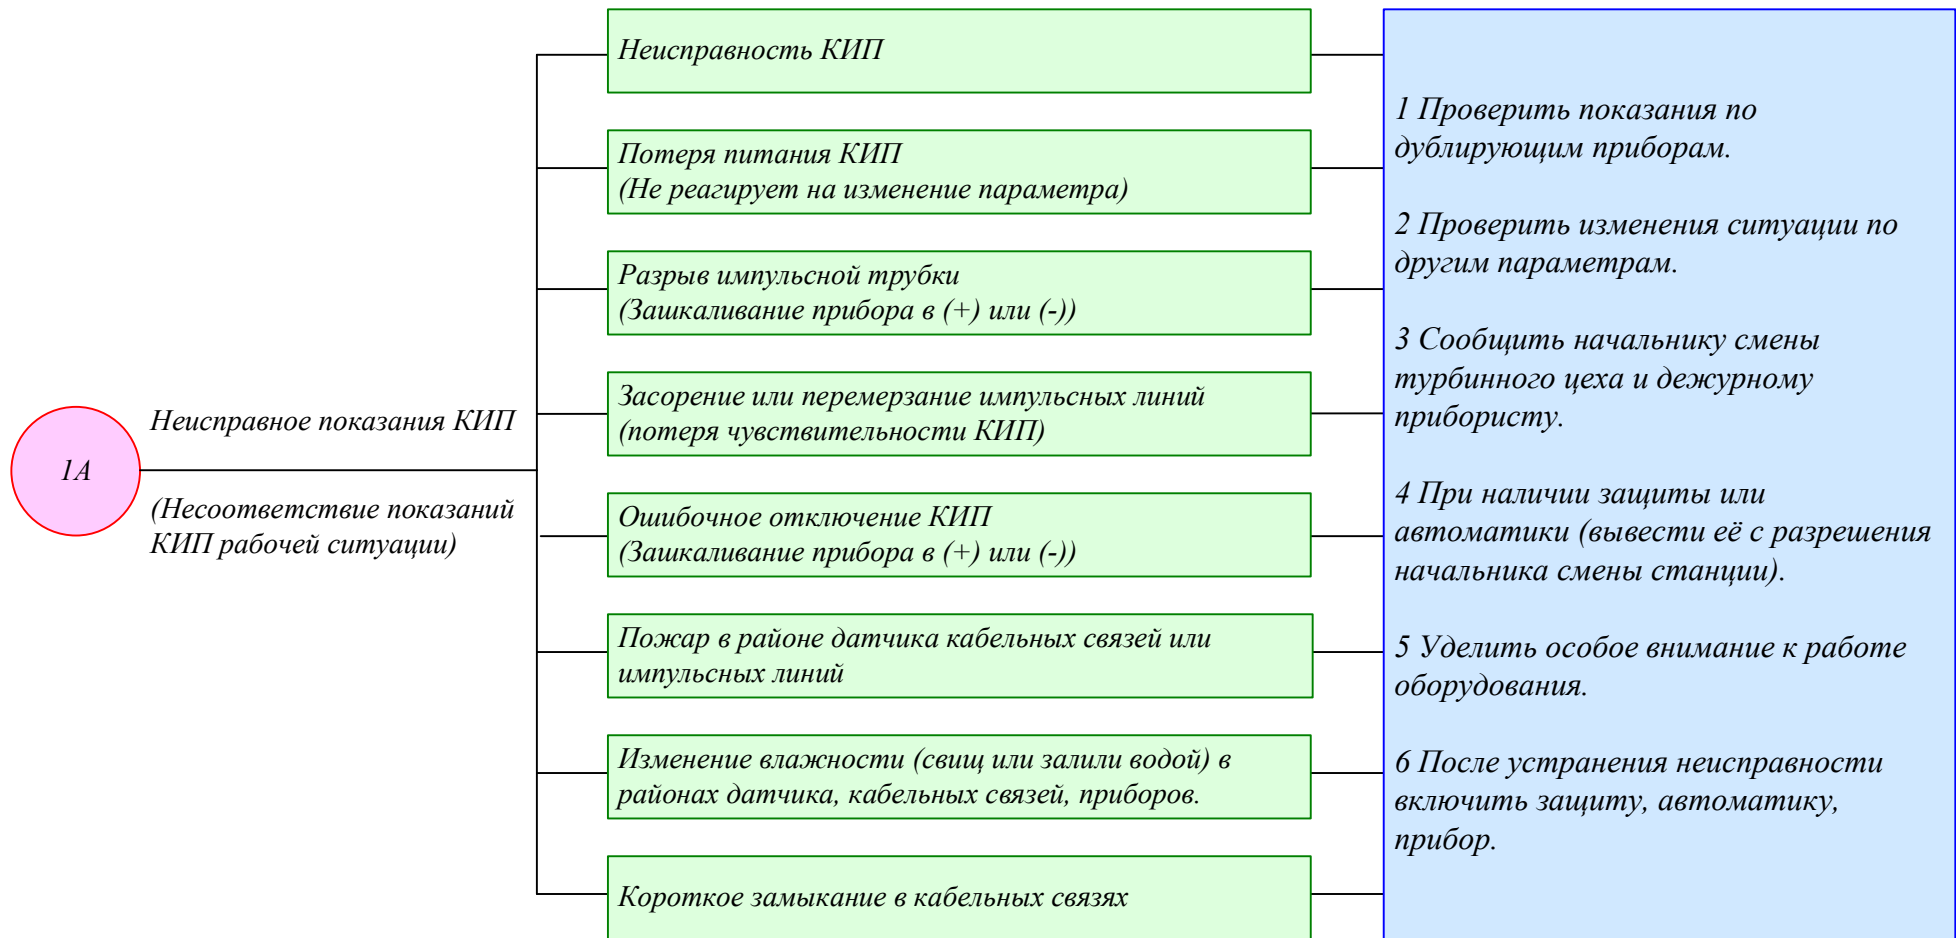 1А
Неисправное показания КИП
(Несоответствие показаний
КИП рабочей ситуации)
Неисправность КИП
Потеря питания КИП
(Не реагирует на изменение параметра)
Разрыв импульсной трубки
(Зашкаливание прибора в (+) или (-))
Засорение или перемерзание импульсных линий
(потеря чувствительности КИП)
Ошибочное отключение КИП
(Зашкаливание прибора в (+) или (-))
Пожар в районе датчика кабельных связей или
импульсных линий
Изменение влажности (свищ или залили водой) в
районах датчика, кабельных связей, приборов.
Короткое замыкание в кабельных связях
1 Проверить показания по
дублирующим приборам.
2 Проверить изменения ситуации по
другим параметрам.
3 Сообщить начальнику смены
турбинного цеха и дежурному
прибористу.
4 При наличии защиты или
автоматики (вывести её с разрешения
начальника смены станции).
5 Уделить особое внимание к работе
оборудования.
6 После устранения неисправности
включить защиту, автоматику,
прибор.